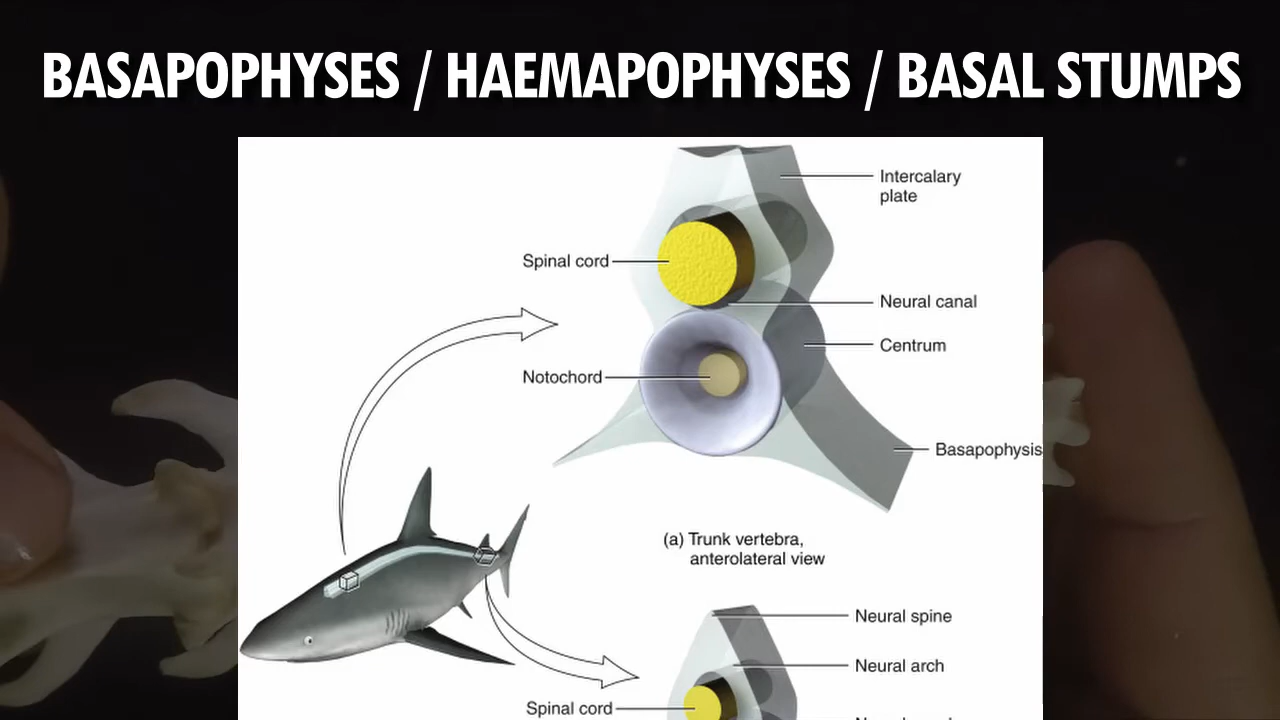 BASAPOPHYSES / HAEMAPOPHYSES / BASAL STUMPS
Intercalary
plate
Spinal cord
Neural canal
Centrum
Notochord
Basapophysis
(a) Trunk vertebra,
anterolateral view
Neural spine
Neural arch
Spinal cord